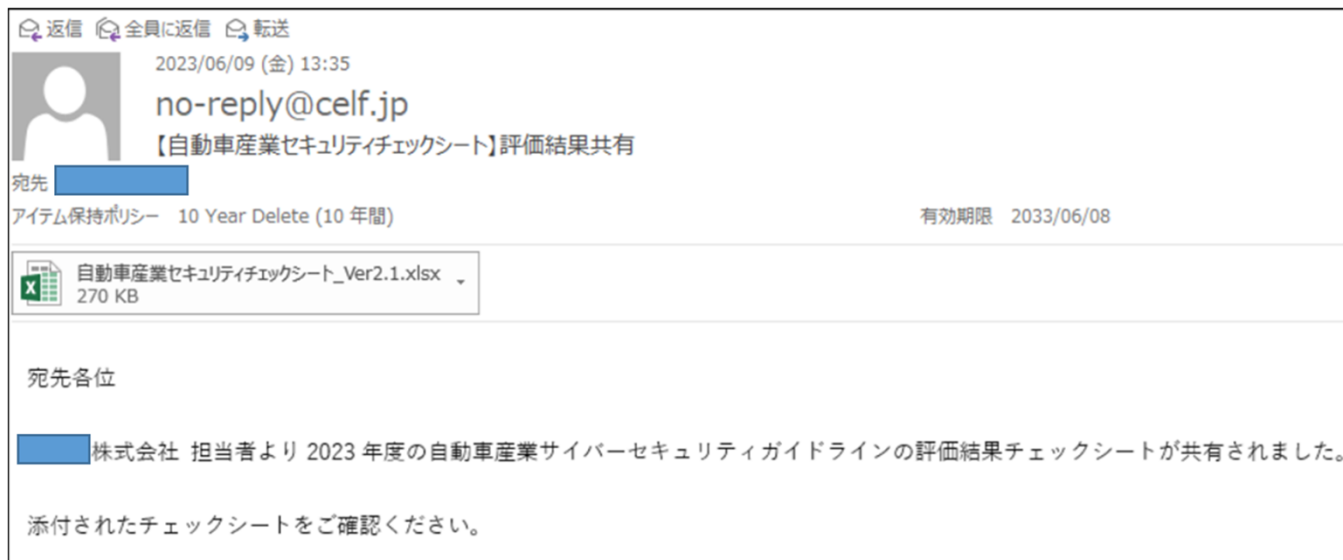 返信 全員に返信 転送
2023/06/09 (金) 13:35
no-reply@celf.jp
【自動車産業セキュリティチェックシート】評価結果共有
宛先
アイテム保持ポリシー 10 Year Delete (10 年間) 有効期限 2033/06/08
自動車産業セキュリティチェックシート_Ver2.1.xlsx
270 KB
宛先各位
株式会社 担当者より 2023 年度の自動車産業サイバーセキュリティガイドラインの評価結果チェックシートが共有されました。
添付されたチェックシートをご確認ください。